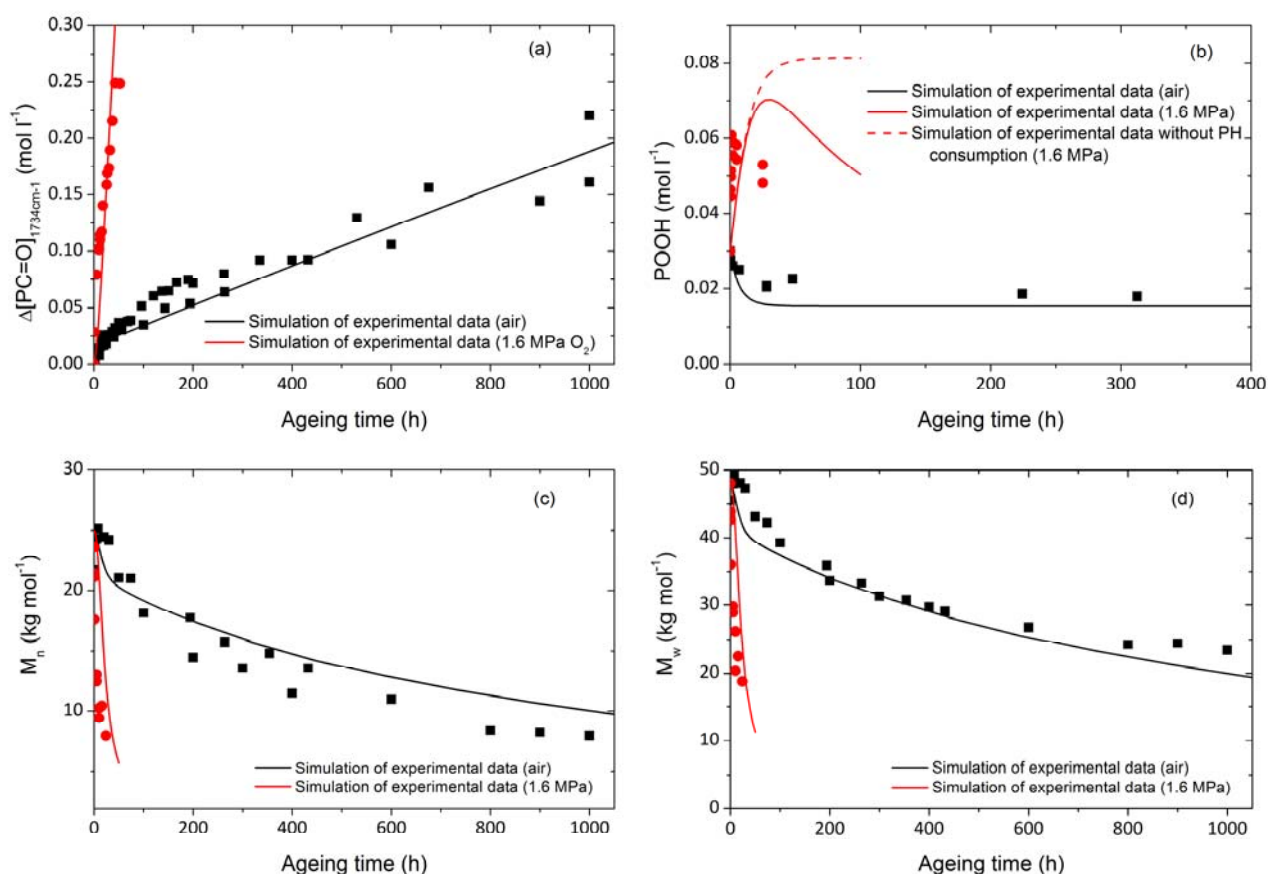 (a)
0.30
0.25
0.20
0.15
0.10
0.05
0.00
Δ[PC=O]1734cm-1 (mol l-1)
Simulation of experimental data (air)
Simulation of experimental data (1.6 MPa O2)
0 200 400 600 800 1000
Ageing time (h)
(b)
0.08
0.06
0.04
0.02
0.00
POOH (mol l-1)
Simulation of experimental data (air)
Simulation of experimental data (1.6 MPa)
Simulation of experimental data without PH
consumption (1.6 MPa)
0 100 200 300 400
Ageing time (h)
(c)
30
20
10
Mn (kg mol-1)
Simulation of experimental data (air)
Simulation of experimental data (1.6 MPa)
0 200 400 600 800 1000
Ageing time (h)
(d)
50
40
30
20
10
0
Mw (kg mol-1)
Simulation of experimental data (air)
Simulation of experimental data (1.6 MPa)
0 200 400 600 800 1000
Ageing time (h)